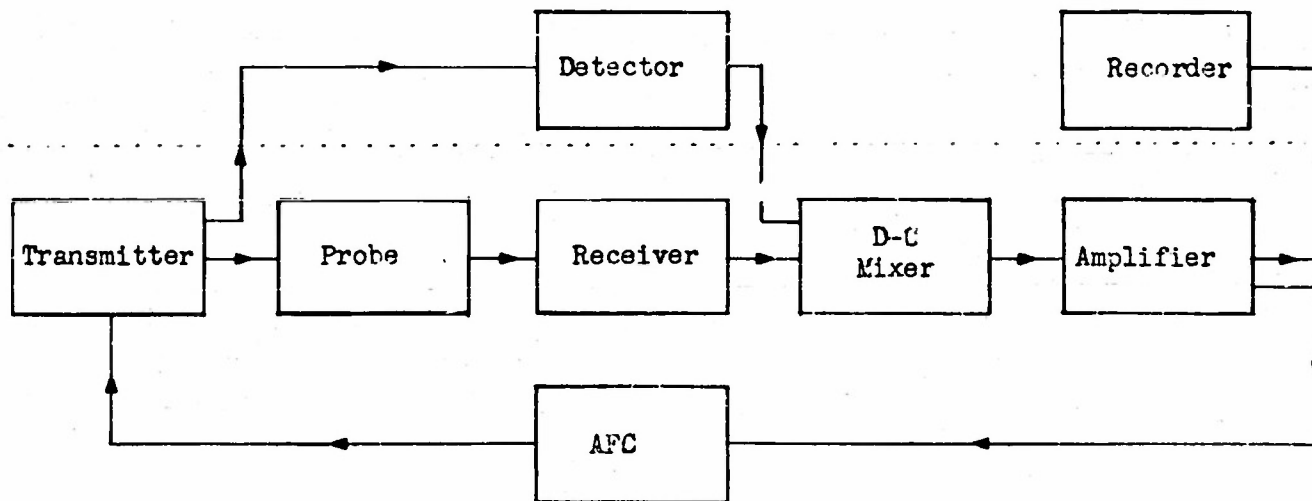 Detector
Recorder
Transmitter
Probe
Receiver
D-C
Mixer
Amplifier
AFC